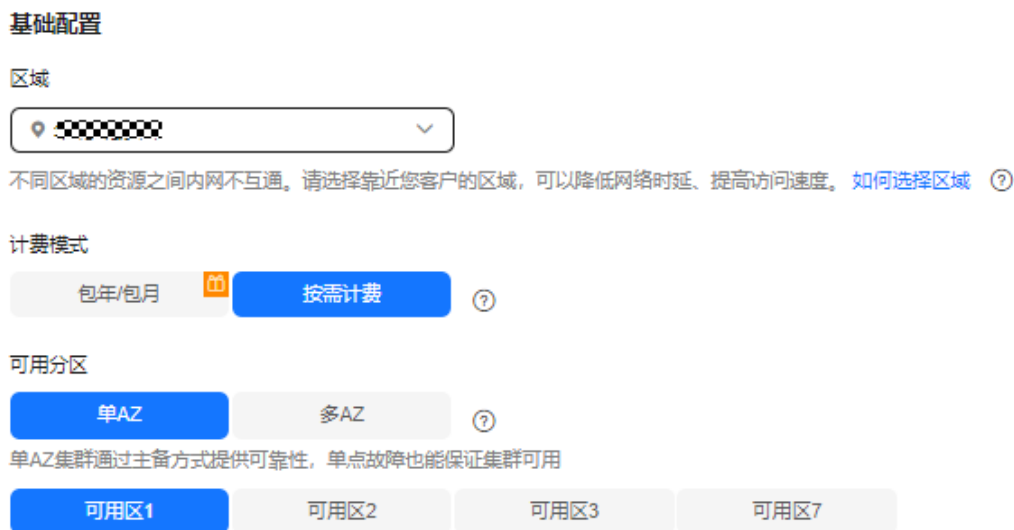 基础配置
区域
不同区域的资源之间内网不互通。请选择靠近您客户的区域，可以降低网络时延、提高访问速度。 如何选择区域 ?
计费模式
包年/包月 按需计费 ?
可用分区
单AZ 多AZ ?
单AZ集群通过主备方式提供可靠性，单点故障也能保证集群可用
可用区1 可用区2 可用区3 可用区7